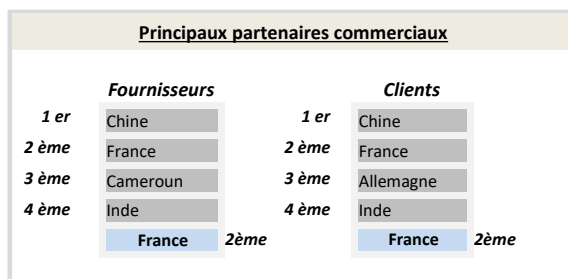 Principaux partenaires commerciaux
Fournisseurs Clients
1 er Chine 1 er Chine
2 ème France 2 ème France
3 ème Cameroun 3 ème Allemagne
4 ème Inde 4 ème Inde
France 2ème France 2ème